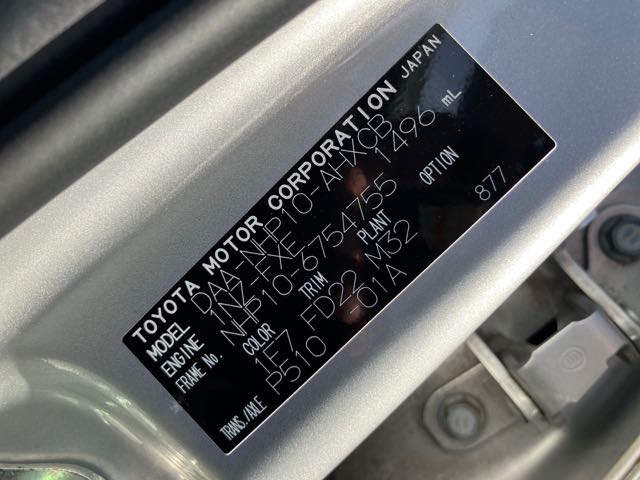 TOYOTA MOTOR CORPORATION JAPAN
MODEL DAA-NHP10-AHXCB
ENGINE 1NZ-FXE 1496 mL
FRAME No. NHP10-6754755
COLOR TRIM PLANT OPTION
1F7 FD22 M32 877
TRANS./AXLE P510 -01A